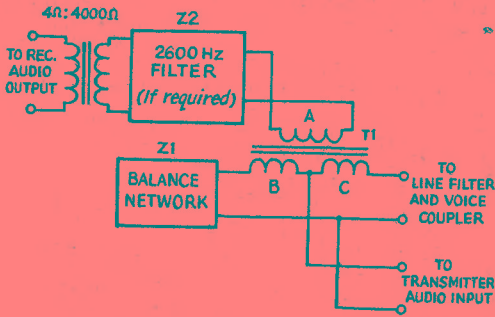 4Ω:4000Ω
Z2
TO REC.
AUDIO
OUTPUT
2600 Hz
FILTER
(If required)
A
T1
Z1
BALANCE
NETWORK
B
C
TO
LINE FILTER
AND VOICE
COUPLER
TO
TRANSMITTER
AUDIO INPUT